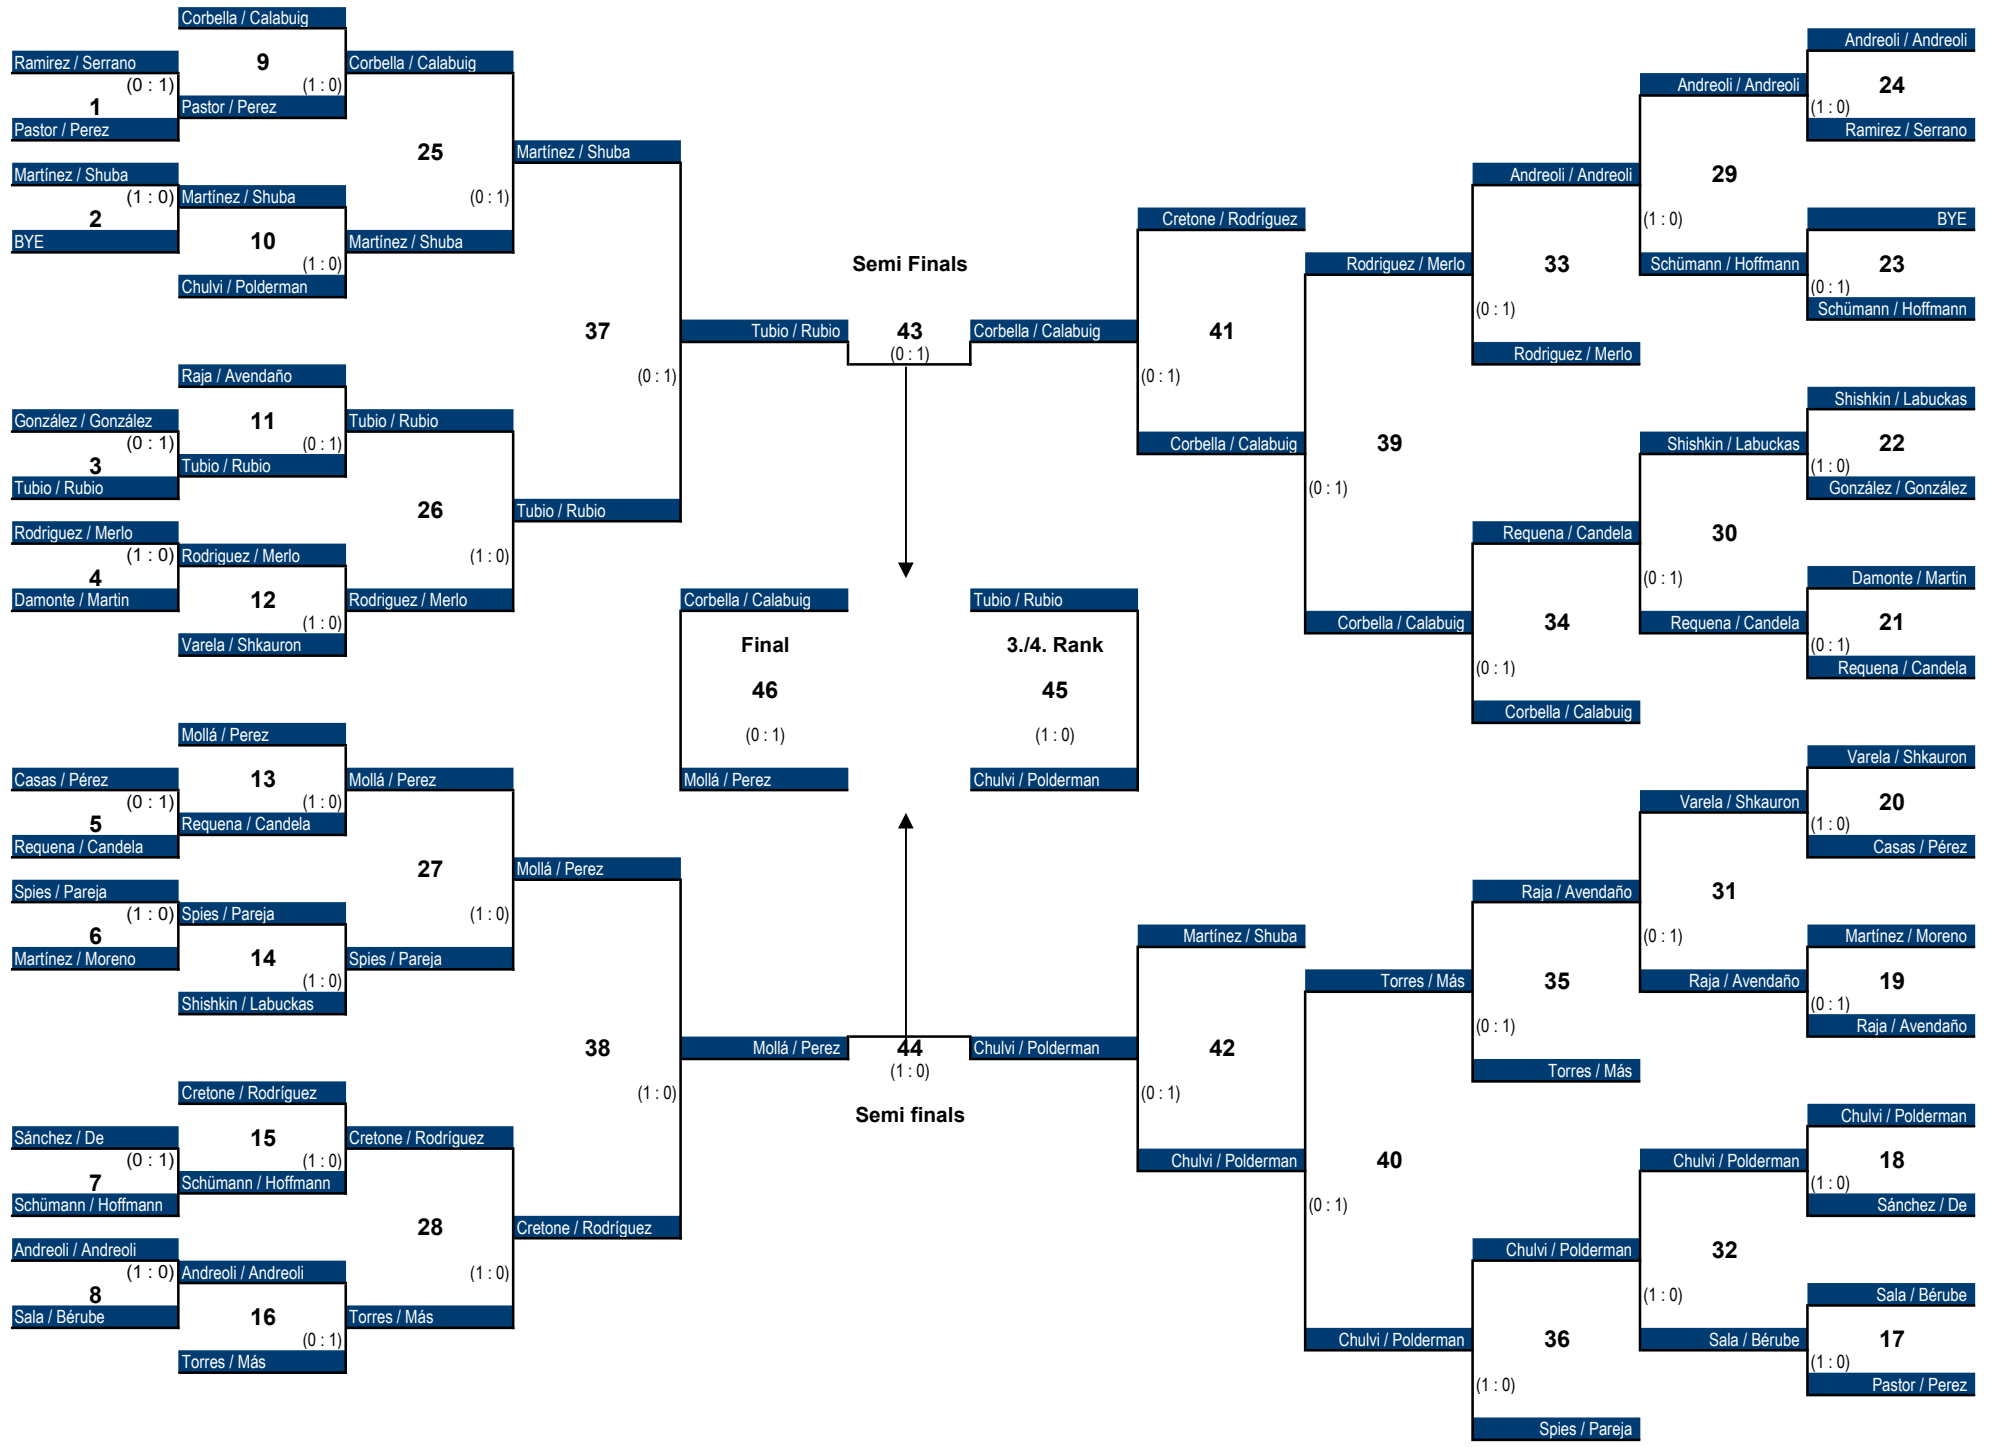 Corbella / Calabuig
Ramirez / Serrano
9
Corbella / Calabuig
(0 : 1)
(1 : 0)
1
Pastor / Perez
Pastor / Perez
25
Martínez / Shuba
Martínez / Shuba
(1 : 0)
Martínez / Shuba
(0 : 1)
2
BYE
10
Martínez / Shuba
(1 : 0)
Chulvi / Polderman
37
Tubio / Rubio
(0 : 1)
Raja / Avendaño
González / González
11
Tubio / Rubio
(0 : 1)
(0 : 1)
3
Tubio / Rubio
Tubio / Rubio
26
Tubio / Rubio
Rodriguez / Merlo
(1 : 0)
Rodriguez / Merlo
(1 : 0)
4
Damonte / Martin
12
Rodriguez / Merlo
(1 : 0)
Varela / Shkauron
Mollá / Perez
Casas / Pérez
13
Mollá / Perez
(0 : 1)
(1 : 0)
5
Requena / Candela
Requena / Candela
27
Mollá / Perez
Spies / Pareja
(1 : 0)
Spies / Pareja
(1 : 0)
6
Martínez / Moreno
14
Spies / Pareja
(1 : 0)
Shishkin / Labuckas
38
Mollá / Perez
(1 : 0)
Cretone / Rodríguez
Sánchez / De
15
Cretone / Rodríguez
(0 : 1)
(1 : 0)
7
Schümann / Hoffmann
Schümann / Hoffmann
28
Cretone / Rodríguez
Andreoli / Andreoli
(1 : 0)
Andreoli / Andreoli
(1 : 0)
8
Sala / Bérube
16
Torres / Más
(0 : 1)
Torres / Más
Semi Finals
43
(0 : 1)
Corbella / Calabuig
Corbella / Calabuig
Final
46
(0 : 1)
Mollá / Perez
Tubio / Rubio
3./4. Rank
45
(1 : 0)
Chulvi / Polderman
44
(1 : 0)
Chulvi / Polderman
Semi finals
Andreoli / Andreoli
Andreoli / Andreoli
24
(1 : 0)
Ramirez / Serrano
Andreoli / Andreoli
29
(1 : 0)
BYE
Schümann / Hoffmann
23
(0 : 1)
Schümann / Hoffmann
Cretone / Rodríguez
Rodriguez / Merlo
33
(0 : 1)
Rodriguez / Merlo
41
(0 : 1)
Corbella / Calabuig
39
(0 : 1)
Shishkin / Labuckas
Shishkin / Labuckas
22
(1 : 0)
González / González
Requena / Candela
30
(0 : 1)
Damonte / Martin
Requena / Candela
21
(0 : 1)
Requena / Candela
Corbella / Calabuig
34
(0 : 1)
Corbella / Calabuig
Varela / Shkauron
Varela / Shkauron
20
(1 : 0)
Casas / Pérez
Raja / Avendaño
31
(0 : 1)
Martínez / Moreno
Raja / Avendaño
19
(0 : 1)
Raja / Avendaño
Martínez / Shuba
Torres / Más
35
(0 : 1)
Torres / Más
42
(0 : 1)
Chulvi / Polderman
40
(0 : 1)
Chulvi / Polderman
Chulvi / Polderman
18
(1 : 0)
Sánchez / De
Chulvi / Polderman
32
(1 : 0)
Sala / Bérube
Sala / Bérube
17
(1 : 0)
Pastor / Perez
Chulvi / Polderman
36
(1 : 0)
Spies / Pareja